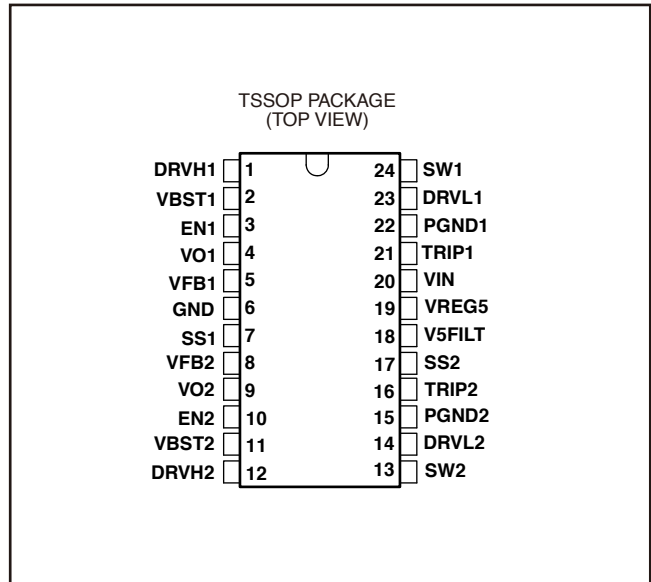 TSSOP PACKAGE
(TOP VIEW)
DRVH1 1 24 SW1
VBST1 2 23 DRVL1
EN1 3 22 PGND1
VO1 4 21 TRIP1
VFB1 5 20 VIN
GND 6 19 VREG5
SS1 7 18 V5FILT
VFB2 8 17 SS2
VO2 9 16 TRIP2
EN2 10 15 PGND2
VBST2 11 14 DRVL2
DRVH2 12 13 SW2